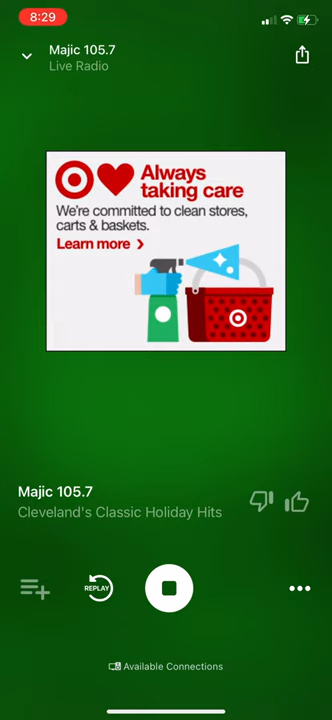 8:29
Majic 105.7
Live Radio
Always
taking care
We're committed to clean stores,
carts & baskets.
Learn more
Majic 105.7
Cleveland's Classic Holiday Hits
REPLAY
Available Connections